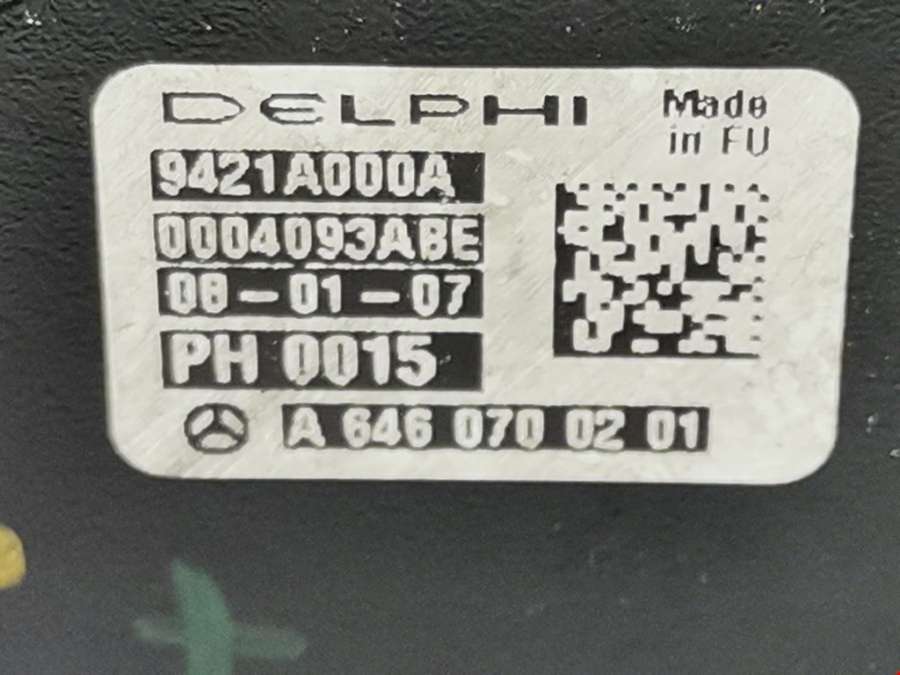 DELPHI
Made
in EU
9421A000A
0004093ABE
08-01-07
PH 0015
A 646 070 02 01